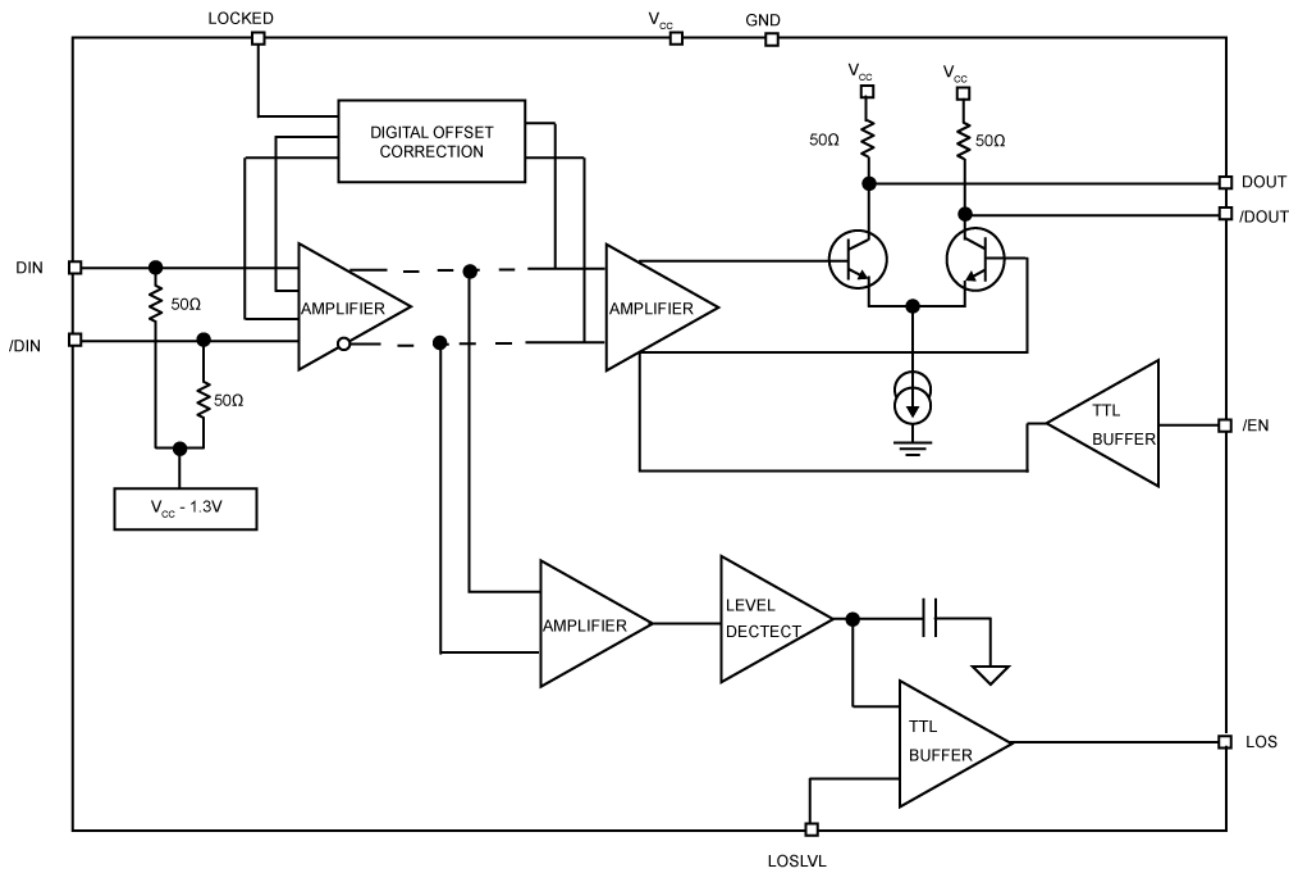 LOCKED
VCC
GND
VCC
VCC
DIGITAL OFFSET
CORRECTION
50Ω
50Ω
DOUT
/DOUT
DIN
50Ω
AMPLIFIER
AMPLIFIER
/DIN
50Ω
TTL
BUFFER
/EN
VCC - 1.3V
AMPLIFIER
LEVEL
DECTECT
TTL
BUFFER
LOS
LOSLVL